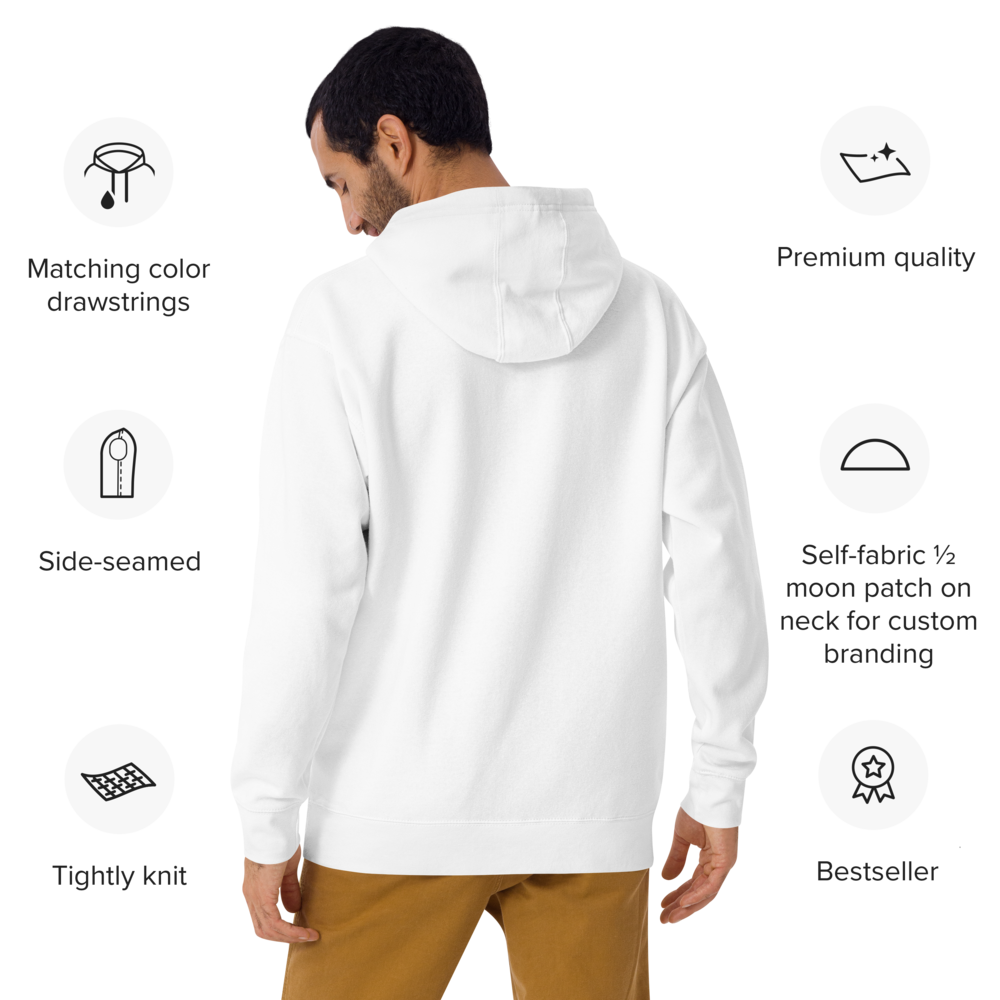 Matching color
drawstrings
Premium quality
Side-seamed
Self-fabric ½
moon patch on
neck for custom
branding
Tightly knit
Bestseller